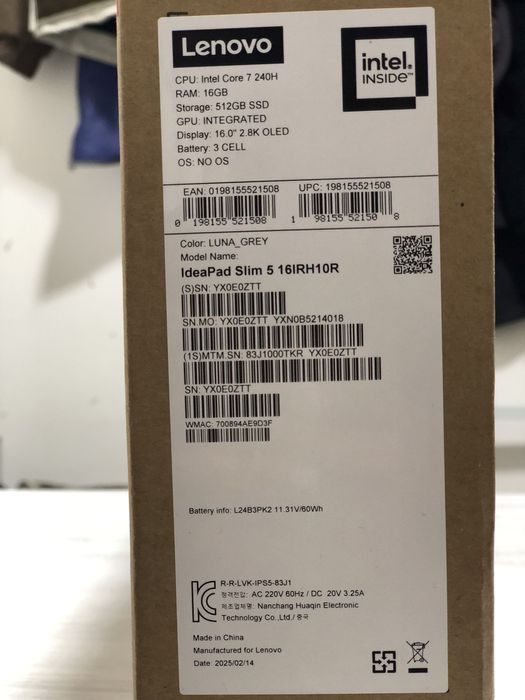 Lenovo
intel.
INSIDE™
CPU: Intel Core 7 240H
RAM: 16GB
Storage: 512GB SSD
GPU: INTEGRATED
Display: 16.0" 2.8K OLED
Battery: 3 CELL
OS: NO OS
EAN: 0198155521508 UPC: 198155521508
0 198155 521508 1 98155 52150 8
Color: LUNA_GREY
Model Name:
IdeaPad Slim 5 16IRH10R
(S)SN: YX0E0ZTT
SN.MO: YX0E0ZTT YXN0B5214018
(1S)MTM.SN: 83J1000TKR YX0E0ZTT
SN: YX0E0ZTT
WMAC: 700894AE9D3F
Battery info: L24B3PK2 11.31V/60Wh
R-R-LVK-IPS5-83J1
정격전압: AC 220V 60Hz / DC 20V 3.25A
제조업체명: Nanchang Huaqin Electronic
Technology Co.,Ltd./ 중국
Made in China
Manufactured for Lenovo
Date: 2025/02/14